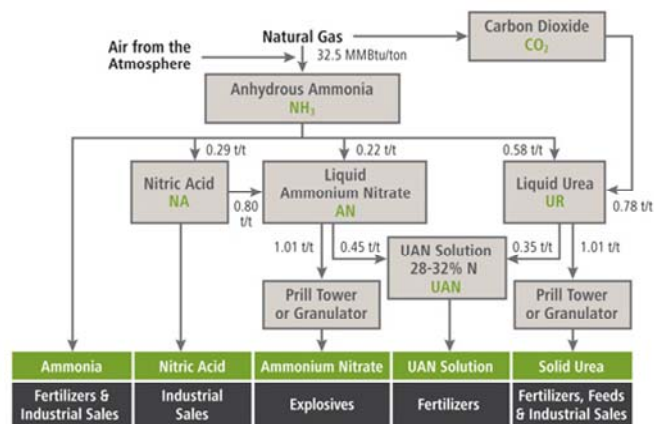 Air from the
Atmosphere
Natural Gas
32.5 MMBtu/ton
Carbon Dioxide
CO₂
Anhydrous Ammonia
NH₃
0.29 t/t
0.22 t/t
0.58 t/t
Nitric Acid
NA
0.80
t/t
Liquid
Ammonium Nitrate
AN
Liquid Urea
UR
0.78 t/t
1.01 t/t
0.45 t/t
UAN Solution
28-32% N
UAN
0.35 t/t
1.01 t/t
Prill Tower
or Granulator
Prill Tower
or Granulator
Ammonia
Nitric Acid
Ammonium Nitrate
UAN Solution
Solid Urea
Fertilizers &
Industrial Sales
Industrial
Sales
Explosives
Fertilizers
Fertilizers, Feeds
& Industrial Sales